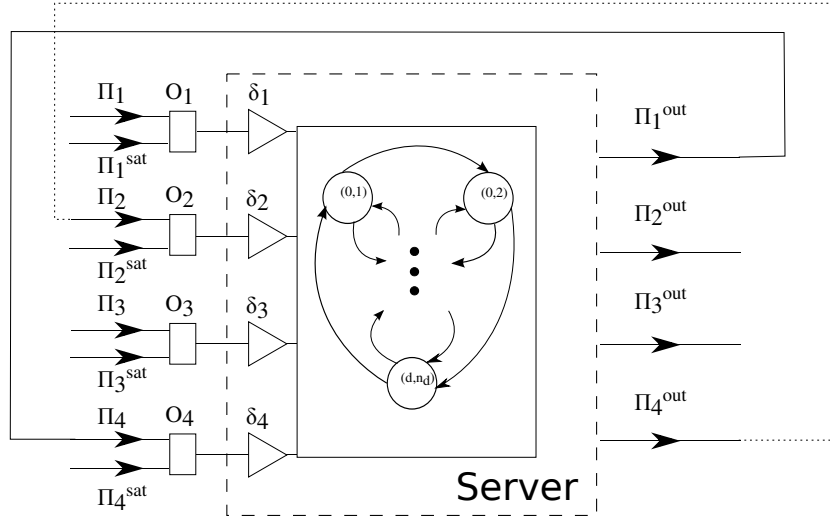 Π₁ O₁ δ₁ Π₁ᵒᵘᵗ
Π₁ˢᵃᵗ
(0,1) (0,2)
Π₂ O₂ δ₂ Π₂ᵒᵘᵗ
Π₂ˢᵃᵗ
Π₃ O₃ δ₃ Π₃ᵒᵘᵗ
Π₃ˢᵃᵗ
(d,n_d)
Π₄ O₄ δ₄ Π₄ᵒᵘᵗ
Π₄ˢᵃᵗ
Server